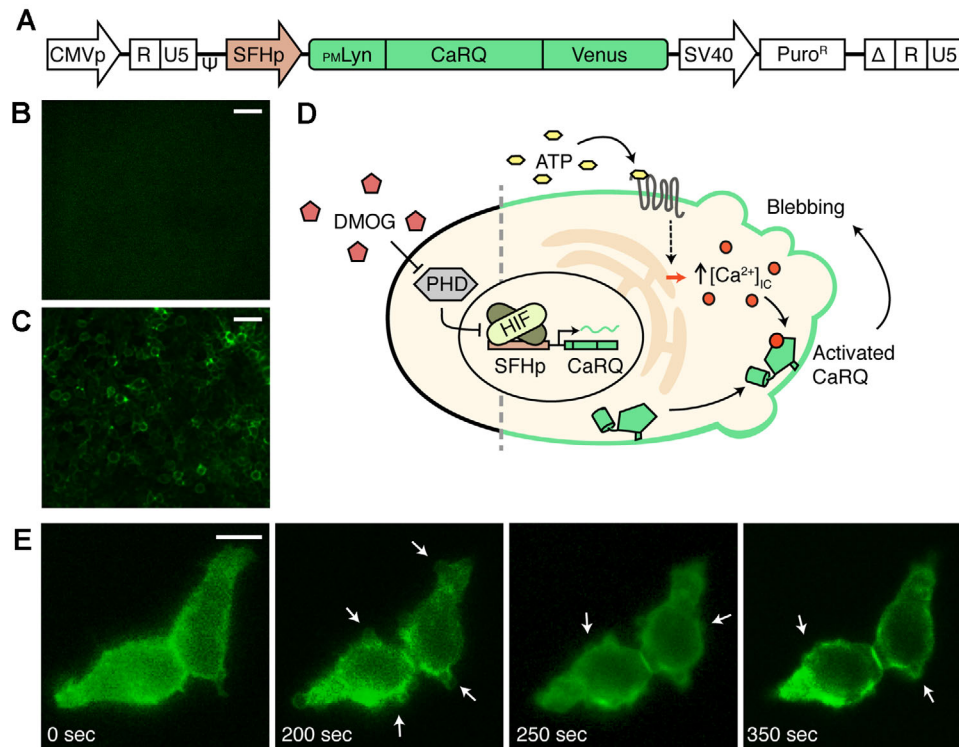 A
CMVp R U5 Ψ SFHp PMLyn CaRQ Venus SV40 Puroᴿ Δ R U5
B
C
D
ATP
DMOG
PHD
HIF
SFHp CaRQ
↑[Ca²⁺]IC
Blebbing
Activated
CaRQ
E
0 sec
200 sec
250 sec
350 sec